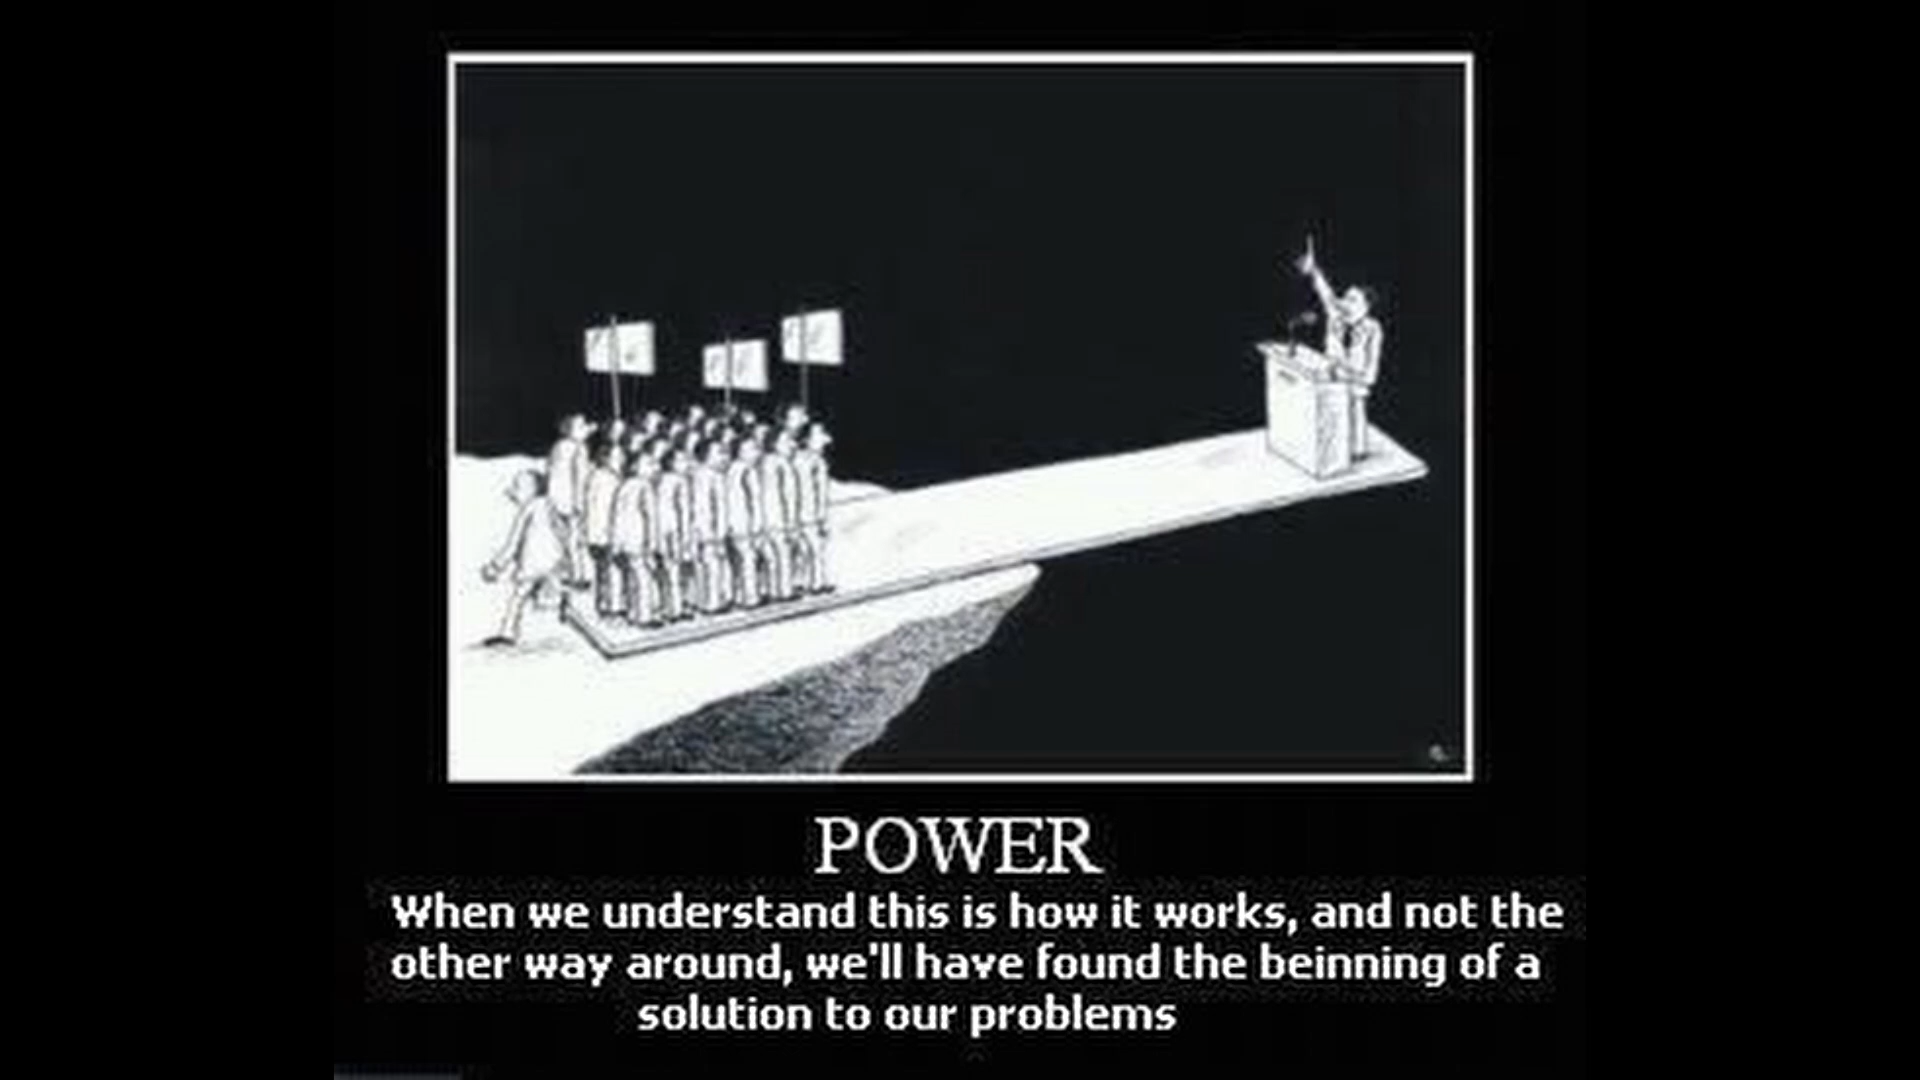 POWER
When we understand this is how it works, and not the
other way around, we'll have found the beinning of a
solution to our problems